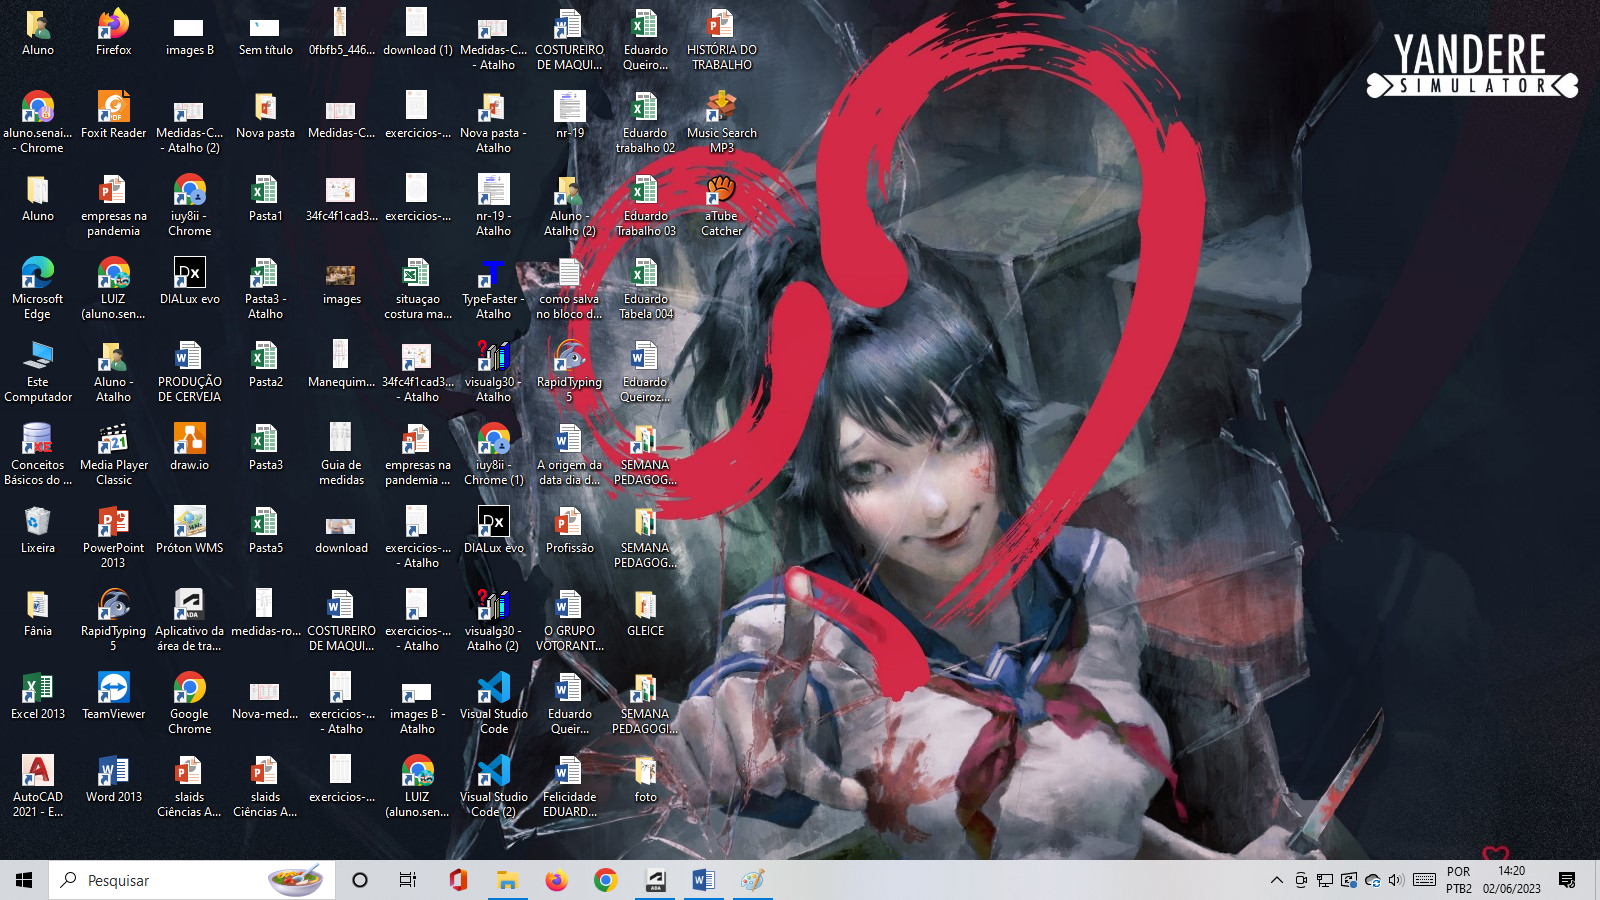 YANDERE
SIMULATOR
Aluno
Firefox
images B
Sem título
0fbfb5_446...
download (1)
Medidas-C...
- Atalho
COSTUREIRO
DE MAQUI...
Eduardo
Queiro...
HISTÓRIA DO
TRABALHO
aluno.senai...
- Chrome
Foxit Reader
Medidas-C...
- Atalho (2)
Nova pasta
Medidas-C...
exercicios-...
Nova pasta -
Atalho
nr-19
Eduardo
trabalho 02
Music Search
MP3
Aluno
empresas na
pandemia
iuy8ii -
Chrome
Pasta1
34fc4f1cad3...
exercicios-...
nr-19 -
Atalho
Aluno -
Atalho (2)
Eduardo
Trabalho 03
aTube
Catcher
Microsoft
Edge
LUIZ
(aluno.sen...
DIALux evo
Pasta3 -
Atalho
images
situaçao
costura ma...
TypeFaster -
Atalho
como salva
no bloco d...
Eduardo
Tabela 004
Este
Computador
Aluno -
Atalho
PRODUÇÃO
DE CERVEJA
Pasta2
Manequim...
34fc4f1cad3...
- Atalho
visualg30 -
Atalho
RapidTyping
5
Eduardo
Queiroz...
Conceitos
Básicos do ...
Media Player
Classic
draw.io
Pasta3
Guia de
medidas
empresas na
pandemia ...
iuy8ii -
Chrome (1)
A origem da
data dia d...
SEMANA
PEDAGOG...
Lixeira
PowerPoint
2013
Próton WMS
Pasta5
download
exercicios-...
- Atalho
DIALux evo
Profissão
SEMANA
PEDAGOG...
Fânia
RapidTyping
5
Aplicativo da
área de tra...
medidas-ro...
COSTUREIRO
DE MAQUI...
exercicios-...
- Atalho
visualg30 -
Atalho (2)
O GRUPO
VOTORANT...
GLEICE
Excel 2013
TeamViewer
Google
Chrome
Nova-med...
exercicios-...
- Atalho
images B -
Atalho
Visual Studio
Code
Eduardo
Queir...
SEMANA
PEDAGOGI...
AutoCAD
2021 - E...
Word 2013
slaids
Ciências A...
slaids
Ciências A...
exercicios-...
LUIZ
(aluno.sen...
Visual Studio
Code (2)
Felicidade
EDUARD...
foto
Pesquisar
POR
PTB2
14:20
02/06/2023